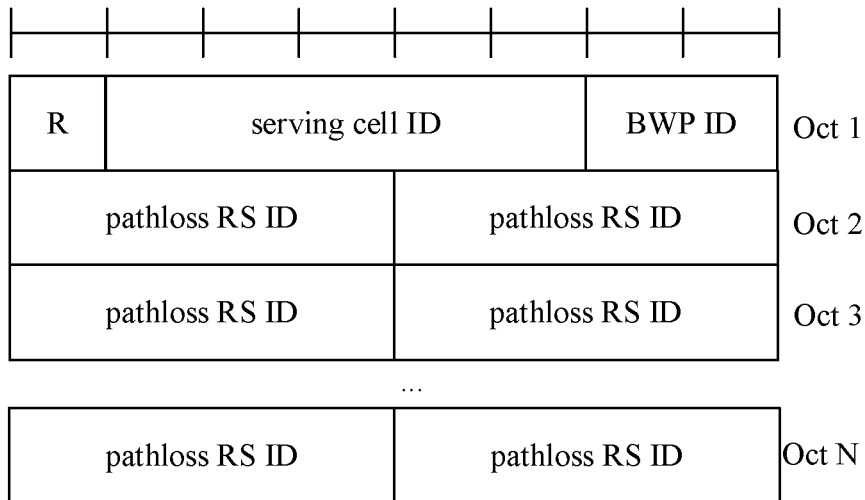 R serving cell ID BWP ID Oct 1
pathloss RS ID pathloss RS ID Oct 2
pathloss RS ID pathloss RS ID Oct 3
...
pathloss RS ID pathloss RS ID Oct N